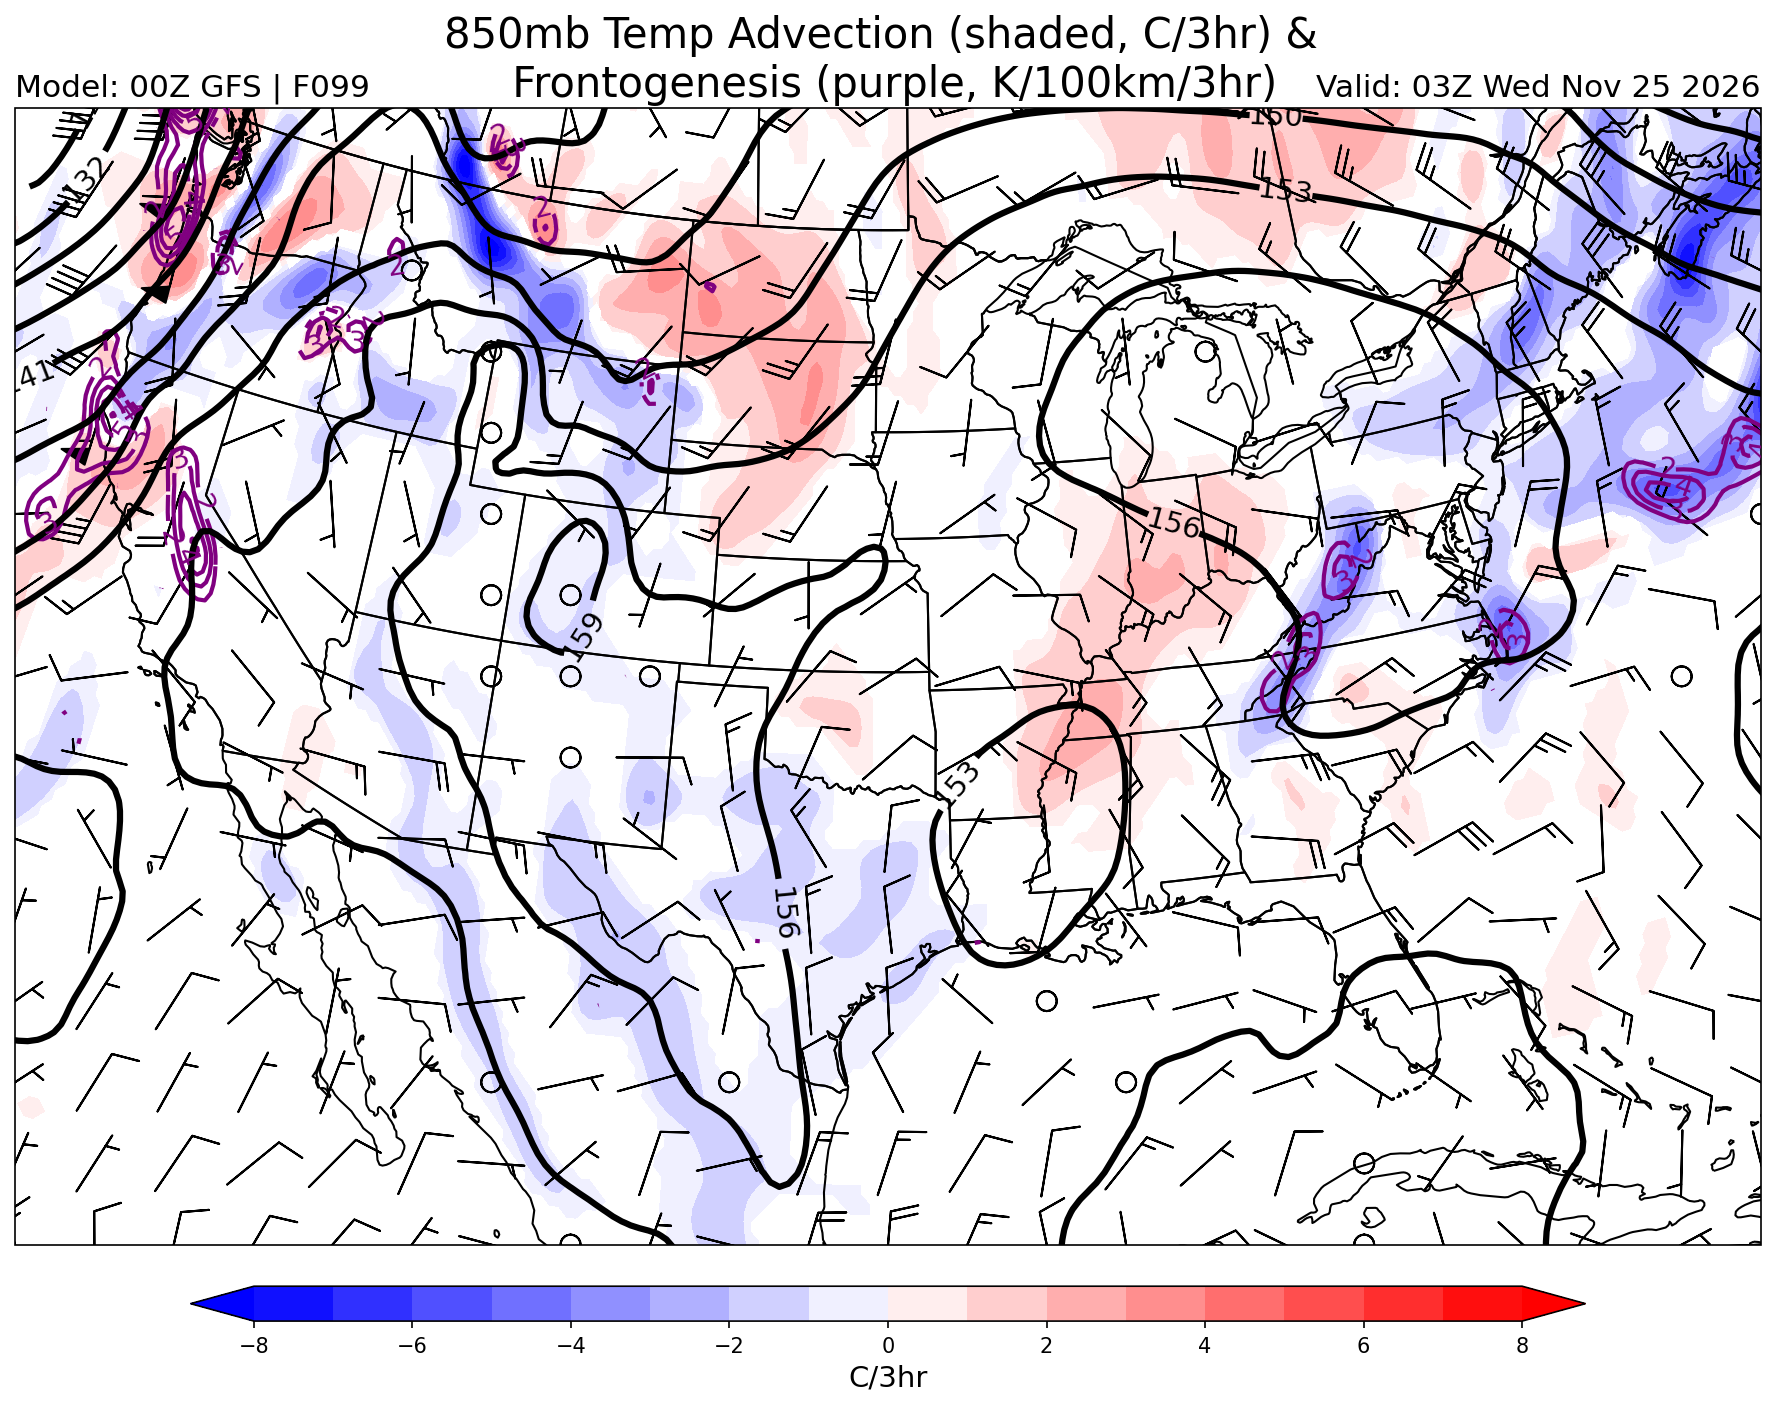 850mb Temp Advection (shaded, C/3hr) &
Model: 00Z GFS | F099
Frontogenesis (purple, K/100km/3hr)
Valid: 03Z Wed Nov 25 2026
150
132
153
41
156
159
153
156
−8 −6 −4 −2 0 2 4 6 8
C/3hr